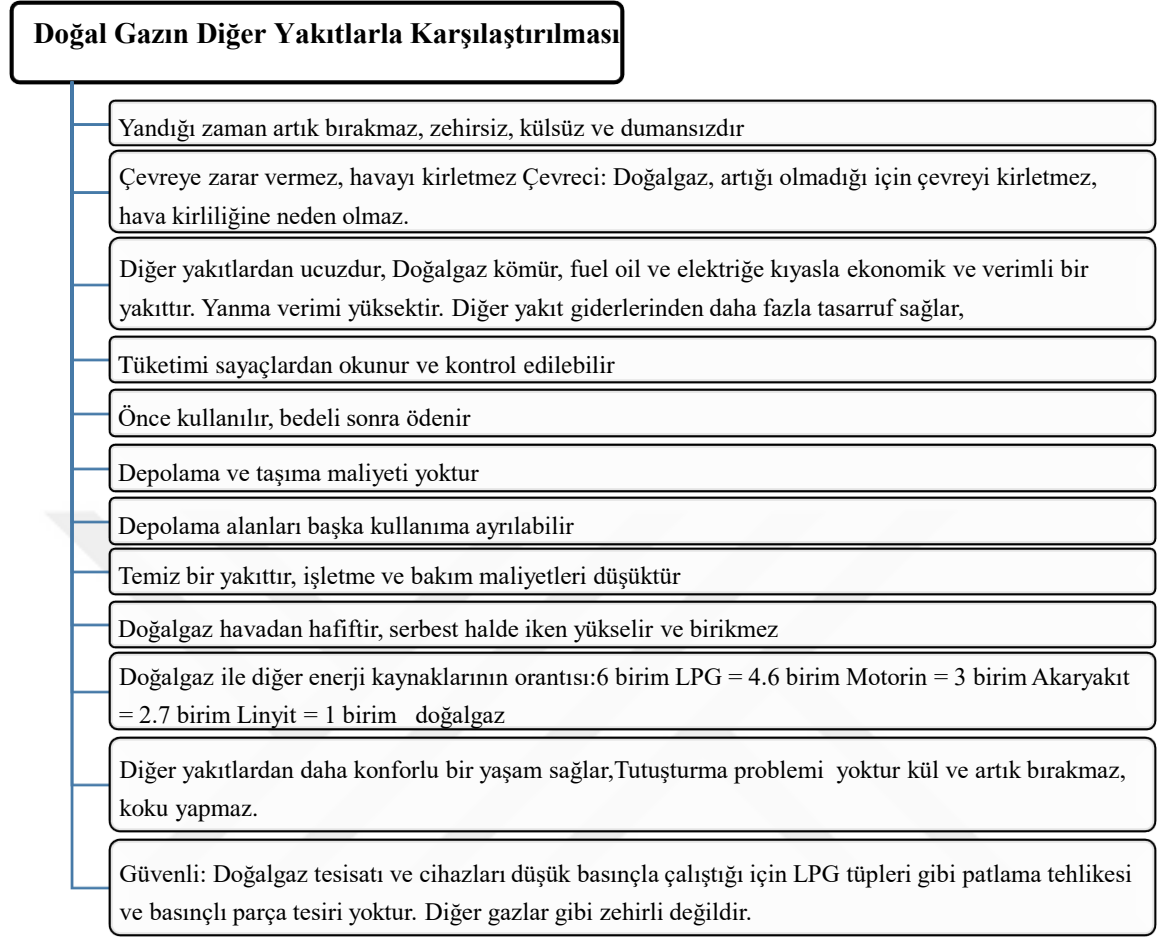 Doğal Gazın Diğer Yakıtlarla Karşılaştırılması
Yandığı zaman artık bırakmaz, zehirsiz, külsüz ve dumansızdır
Çevreye zarar vermez, havayı kirletmez Çevreci: Doğalgaz, artığı olmadığı için çevreyi kirletmez,
hava kirliliğine neden olmaz.
Diğer yakıtlardan ucuzdur, Doğalgaz kömür, fuel oil ve elektriğe kıyasla ekonomik ve verimli bir
yakıttır. Yanma verimi yüksektir. Diğer yakıt giderlerinden daha fazla tasarruf sağlar,
Tüketimi sayaçlardan okunur ve kontrol edilebilir
Önce kullanılır, bedeli sonra ödenir
Depolama ve taşıma maliyeti yoktur
Depolama alanları başka kullanıma ayrılabilir
Temiz bir yakıttır, işletme ve bakım maliyetleri düşüktür
Doğalgaz havadan hafiftir, serbest halde iken yükselir ve birikmez
Doğalgaz ile diğer enerji kaynaklarının orantısı:6 birim LPG = 4.6 birim Motorin = 3 birim Akaryakıt
= 2.7 birim Linyit = 1 birim doğalgaz
Diğer yakıtlardan daha konforlu bir yaşam sağlar,Tutuşturma problemi yoktur kül ve artık bırakmaz,
koku yapmaz.
Güvenli: Doğalgaz tesisatı ve cihazları düşük basınçla çalıştığı için LPG tüpleri gibi patlama tehlikesi
ve basınçlı parça tesiri yoktur. Diğer gazlar gibi zehirli değildir.